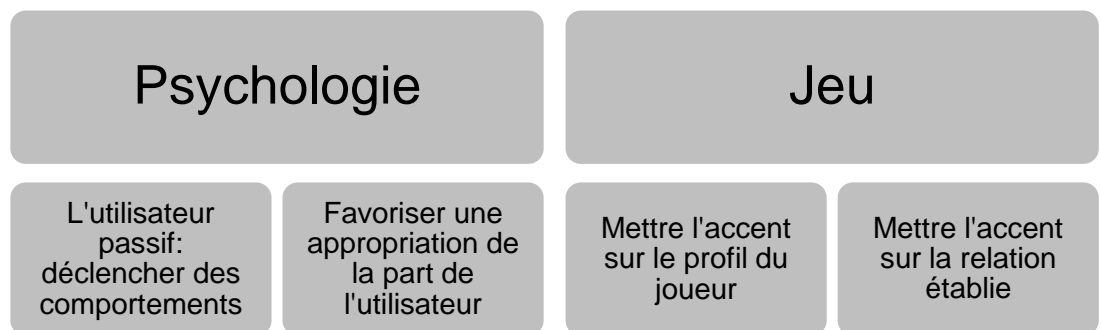 Psychologie
Jeu
L'utilisateur
passif:
déclencher des
comportements
Favoriser une
appropriation de
la part de
l'utilisateur
Mettre l'accent
sur le profil du
joueur
Mettre l'accent
sur la relation
établie